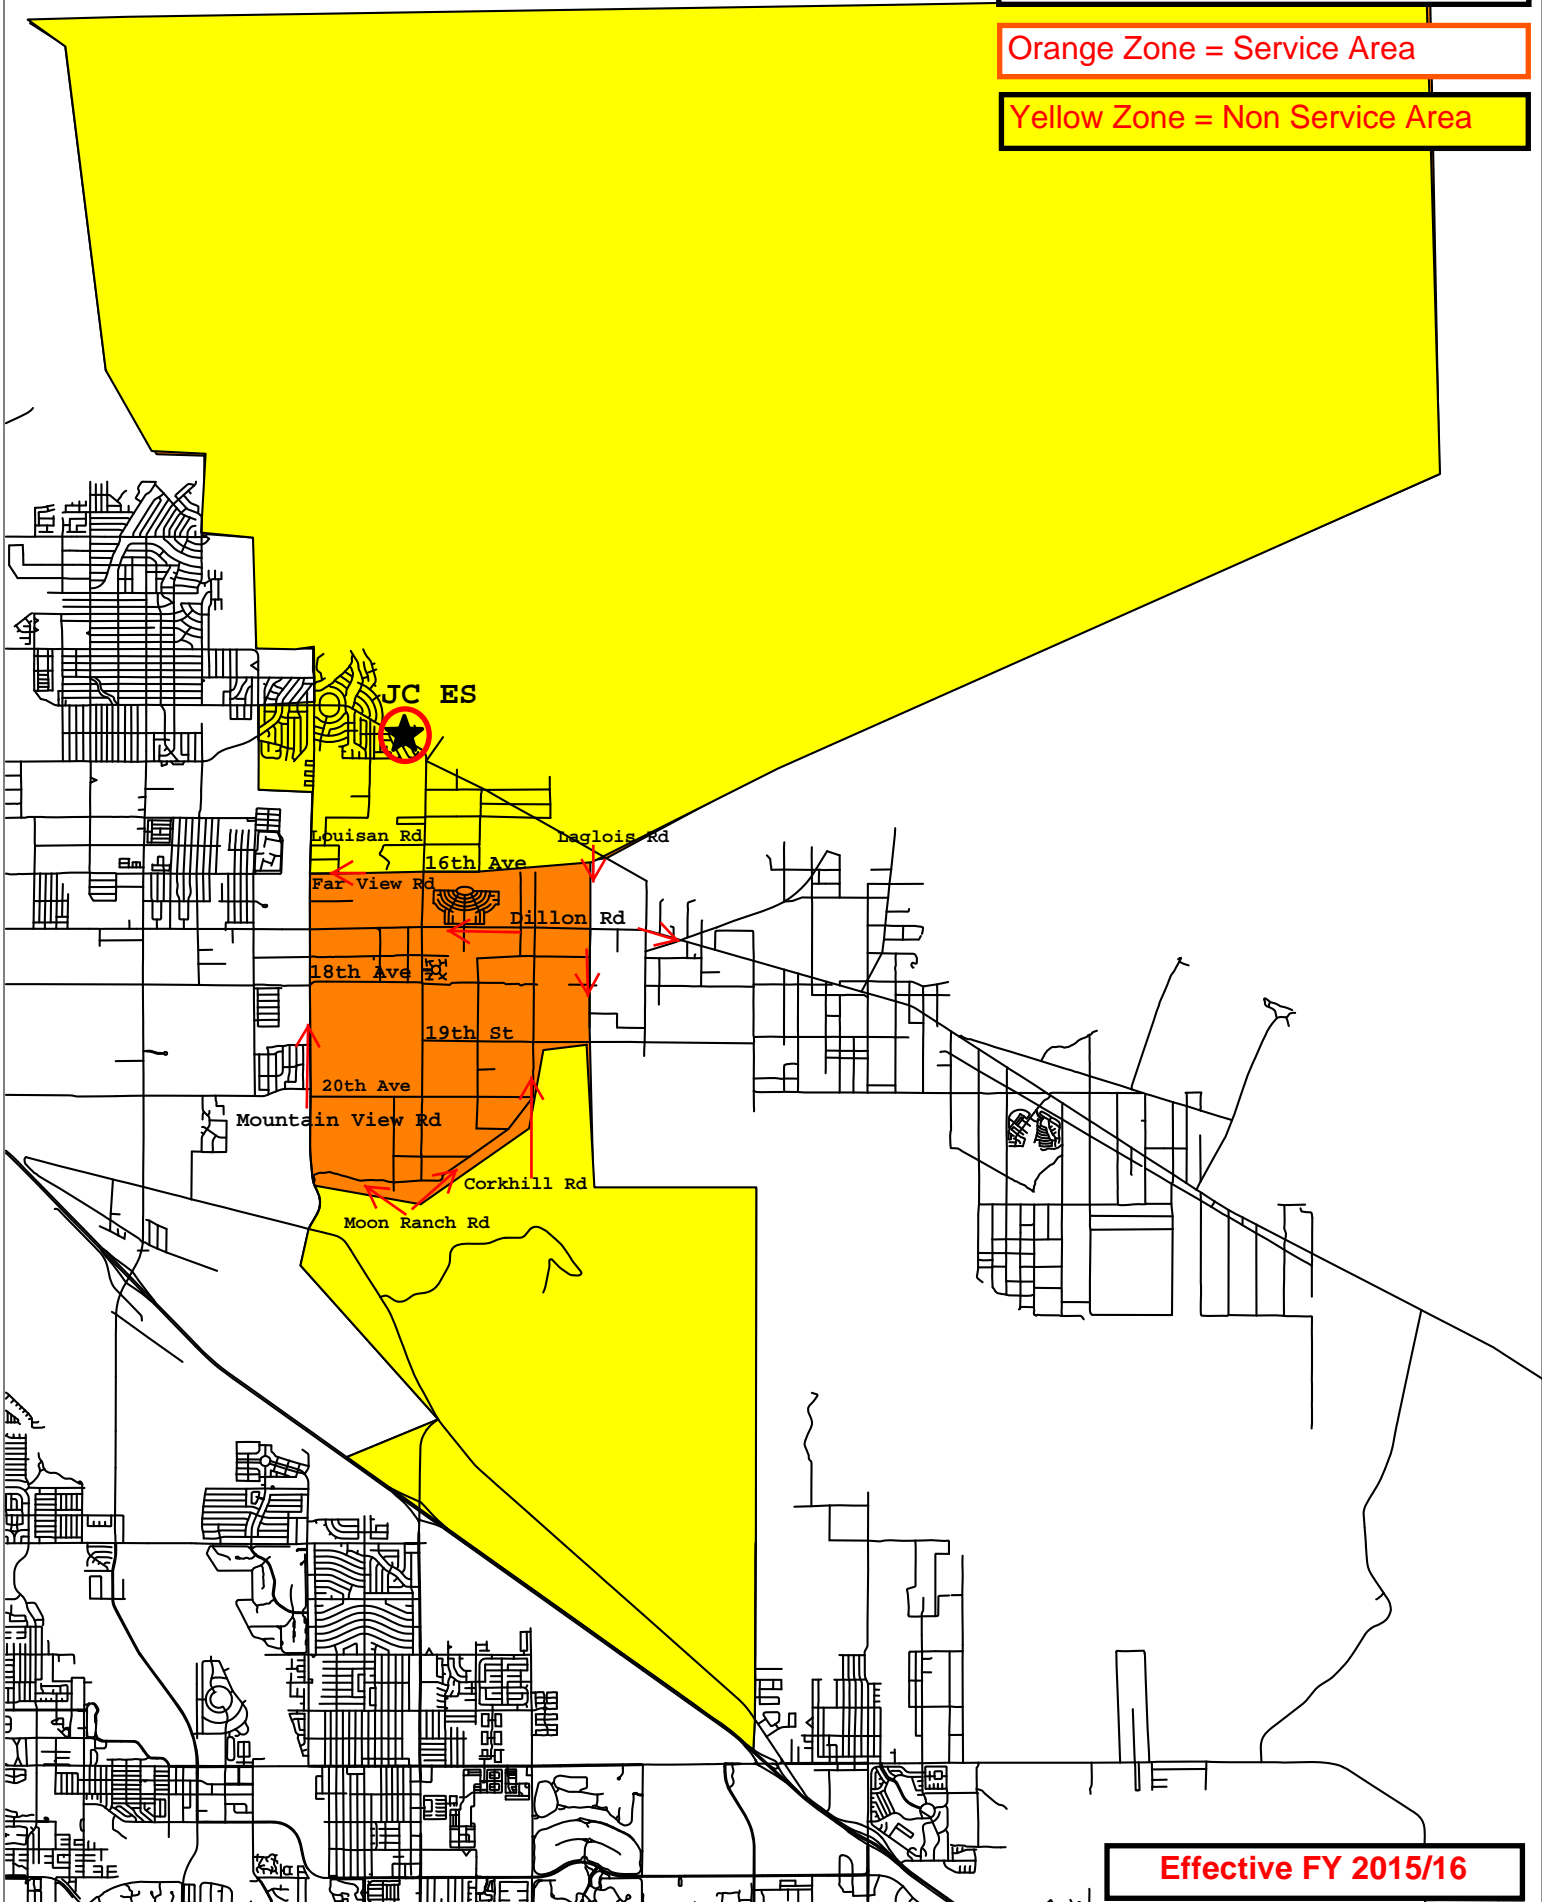 Orange Zone = Service Area
Yellow Zone = Non Service Area
JC ES
Louisan Rd
Laglois Rd
16th Ave
Far View Rd
Dillon Rd
18th Ave
19th St
20th Ave
Mountain View Rd
Corkhill Rd
Moon Ranch Rd
Effective FY 2015/16